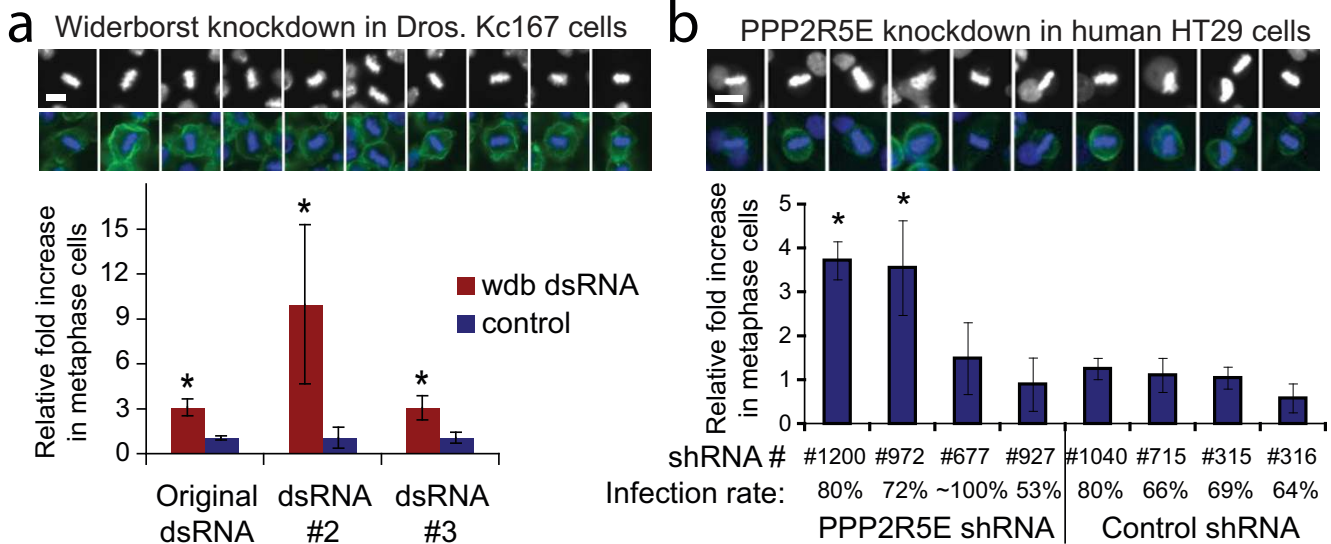 a Widerborst knockdown in Dros. Kc167 cells
Relative fold increase
in metaphase cells
15
12
9
6
3
0
*
*
*
wdb dsRNA
control
Original
dsRNA
dsRNA
#2
dsRNA
#3
b PPP2R5E knockdown in human HT29 cells
Relative fold increase
in metaphase cells
5
4
3
2
1
0
*
*
shRNA # #1200 #972 #677 #927 #1040 #715 #315 #316
Infection rate: 80% 72% ~100% 53% 80% 66% 69% 64%
PPP2R5E shRNA Control shRNA